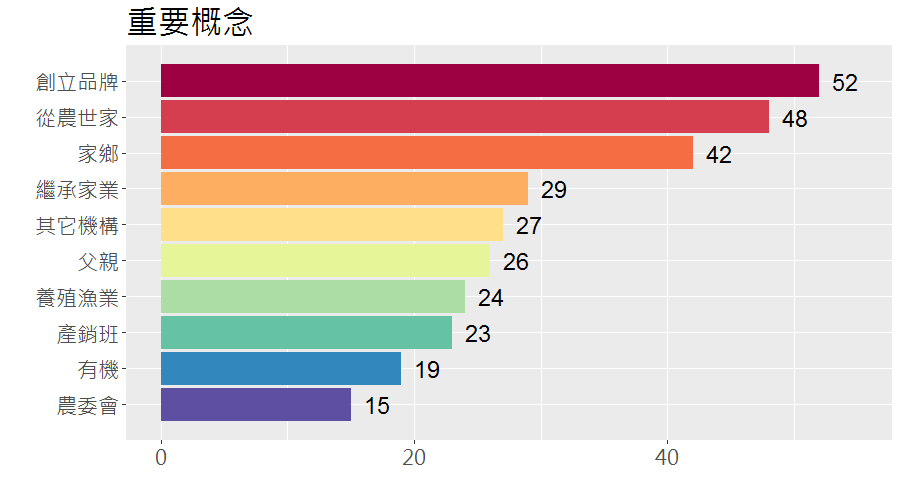 重要概念
創立品牌 52
從農世家 48
家鄉 42
繼承家業 29
其它機構 27
父親 26
養殖漁業 24
產銷班 23
有機 19
農委會 15
0 20 40